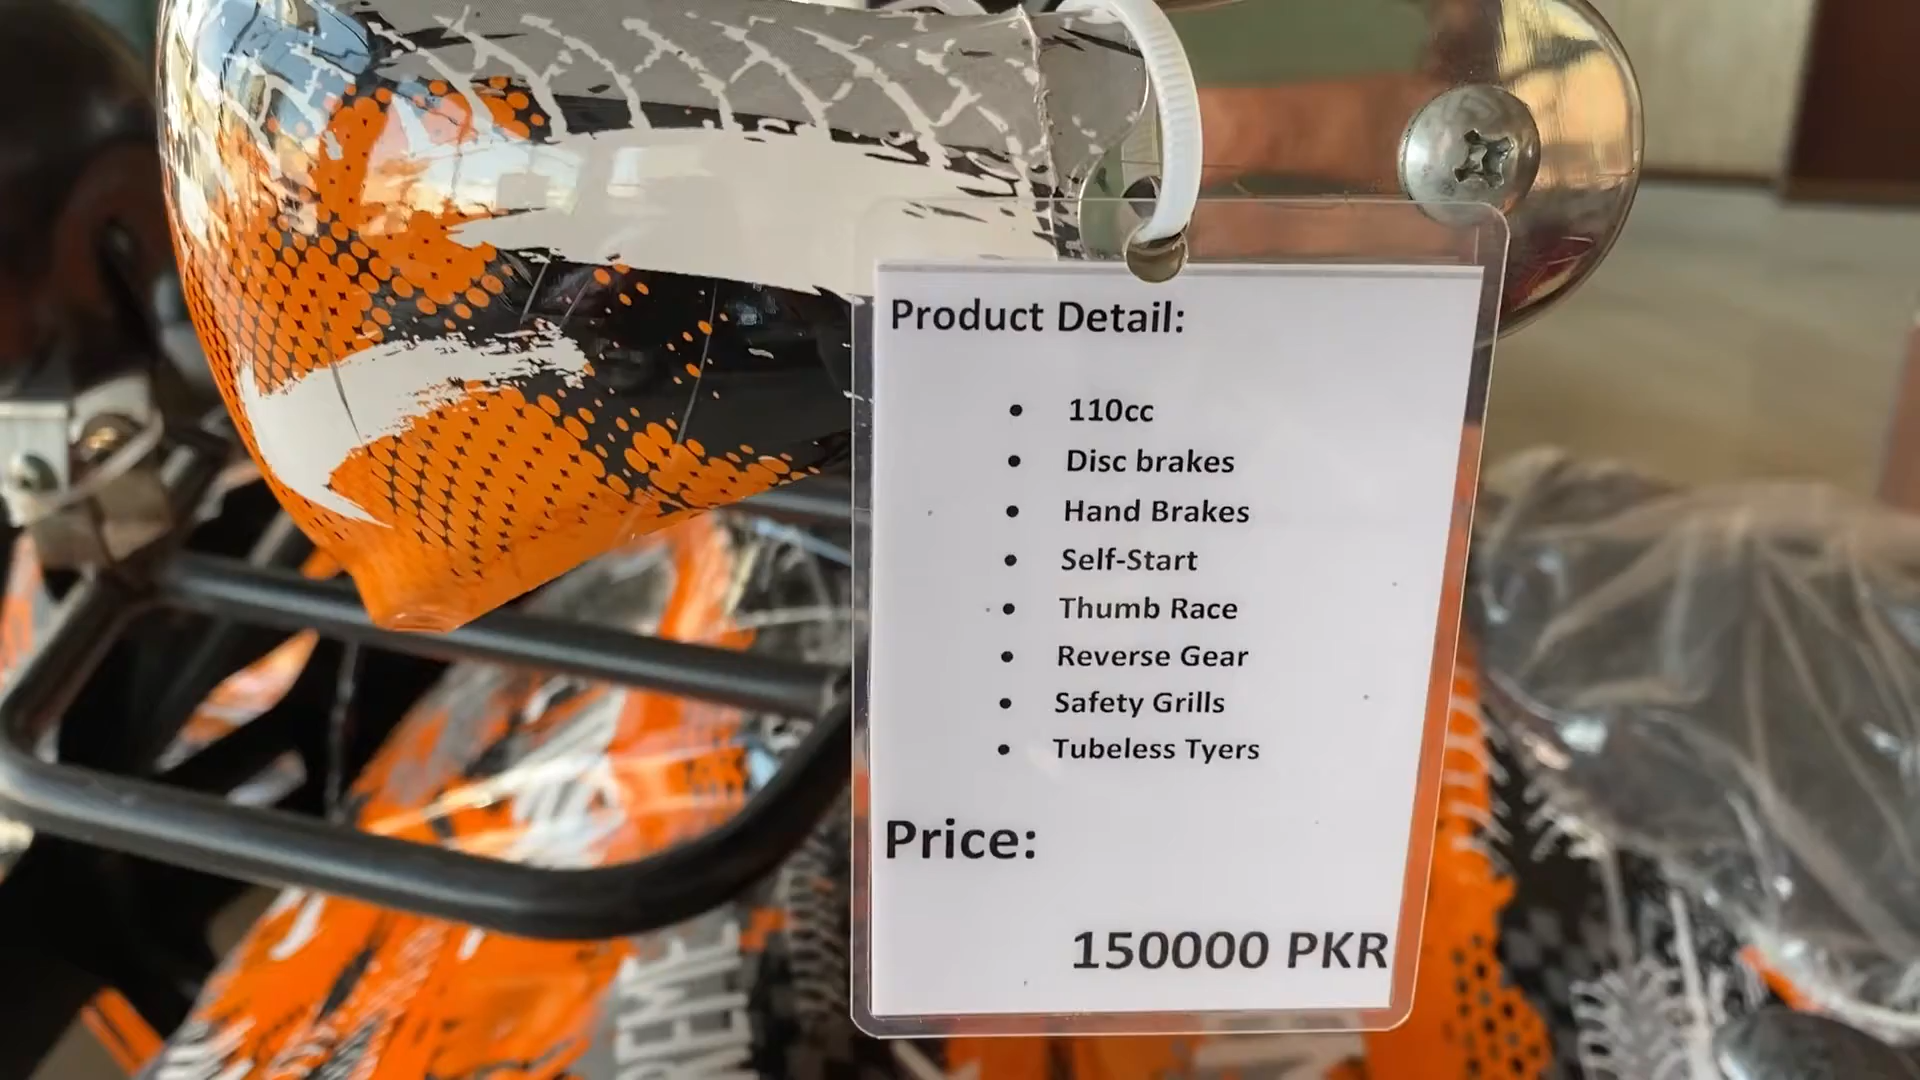 Product Detail:
• 110cc
• Disc brakes
• Hand Brakes
• Self-Start
• Thumb Race
• Reverse Gear
• Safety Grills
• Tubeless Tyers
Price:
150000 PKR